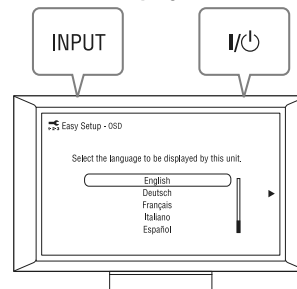 INPUT
I/⏻
Easy Setup - OSD
Select the language to be displayed by this unit.
English
Deutsch
Français
Italiano
Español